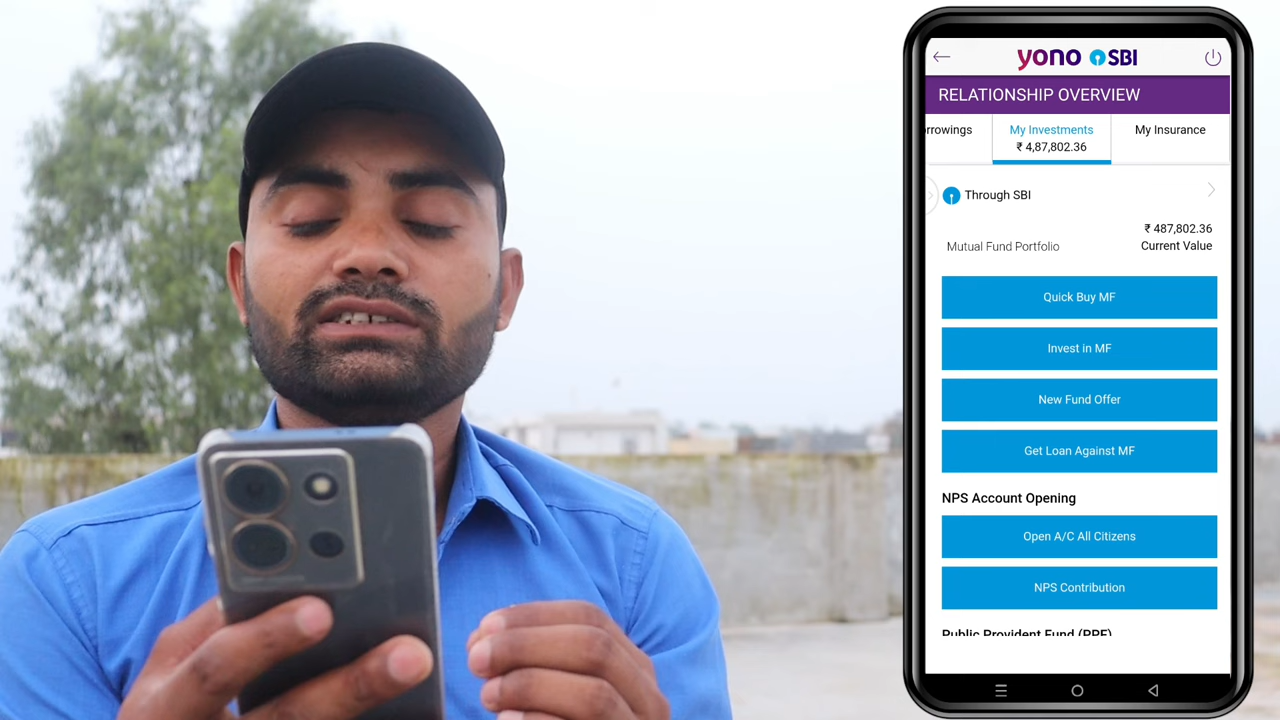 yono SBI
RELATIONSHIP OVERVIEW
rrowings
My Investments
₹ 4,87,802.36
My Insurance
Through SBI
₹ 487,802.36
Mutual Fund Portfolio
Current Value
Quick Buy MF
Invest in MF
New Fund Offer
Get Loan Against MF
NPS Account Opening
Open A/C All Citizens
NPS Contribution
Public Provident Fund (PPF)